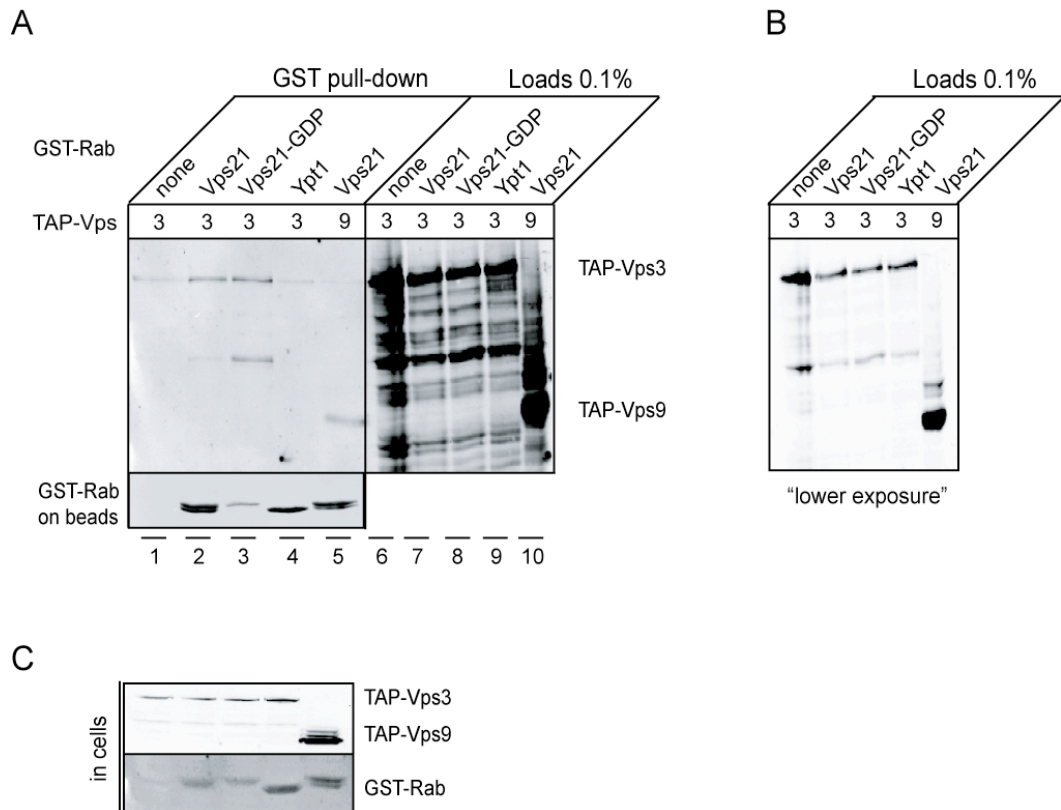 A
B
GST pull-down
Loads 0.1%
Loads 0.1%
GST-Rab
none
Vps21
Vps21-GDP
Ypt1
Vps21
none
Vps21
Vps21-GDP
Ypt1
Vps21
none
Vps21
Vps21-GDP
Ypt1
Vps21
TAP-Vps
3 3 3 3 9 3 3 3 3 9
3 3 3 3 9
TAP-Vps3
TAP-Vps9
GST-Rab
on beads
“lower exposure”
1 2 3 4 5 6 7 8 9 10
C
in cells
TAP-Vps3
TAP-Vps9
GST-Rab